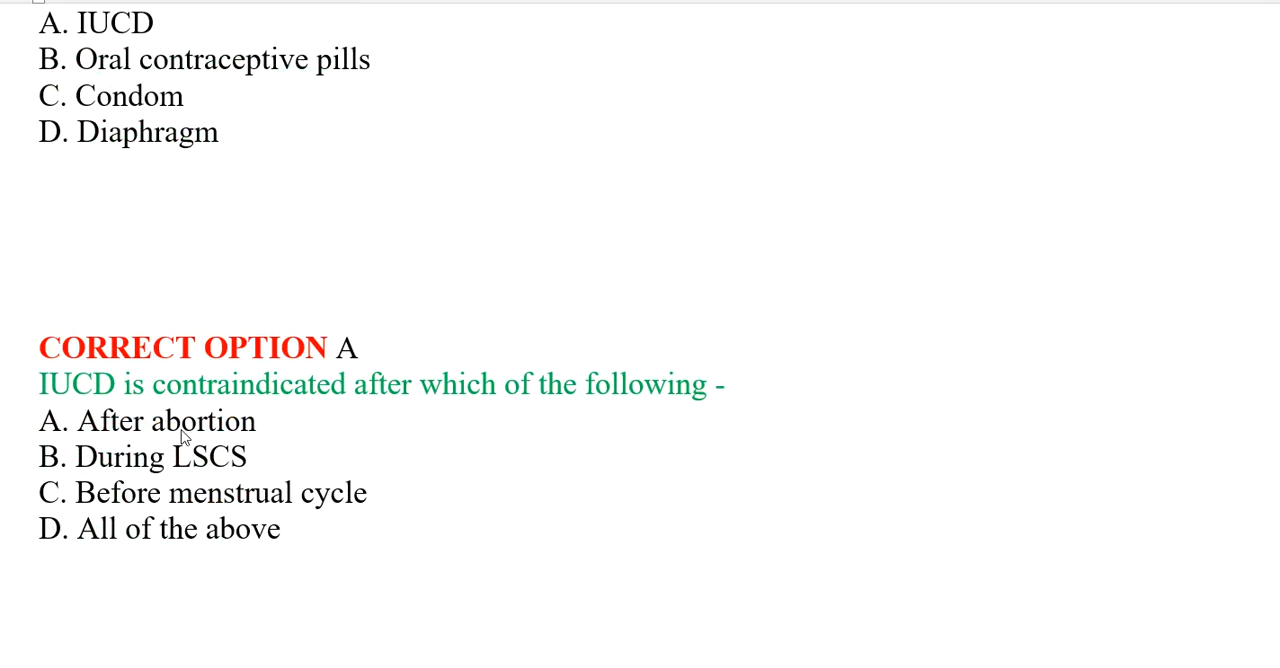 A. IUCD
B. Oral contraceptive pills
C. Condom
D. Diaphragm
CORRECT OPTION A
IUCD is contraindicated after which of the following -
A. After abortion
B. During LSCS
C. Before menstrual cycle
D. All of the above